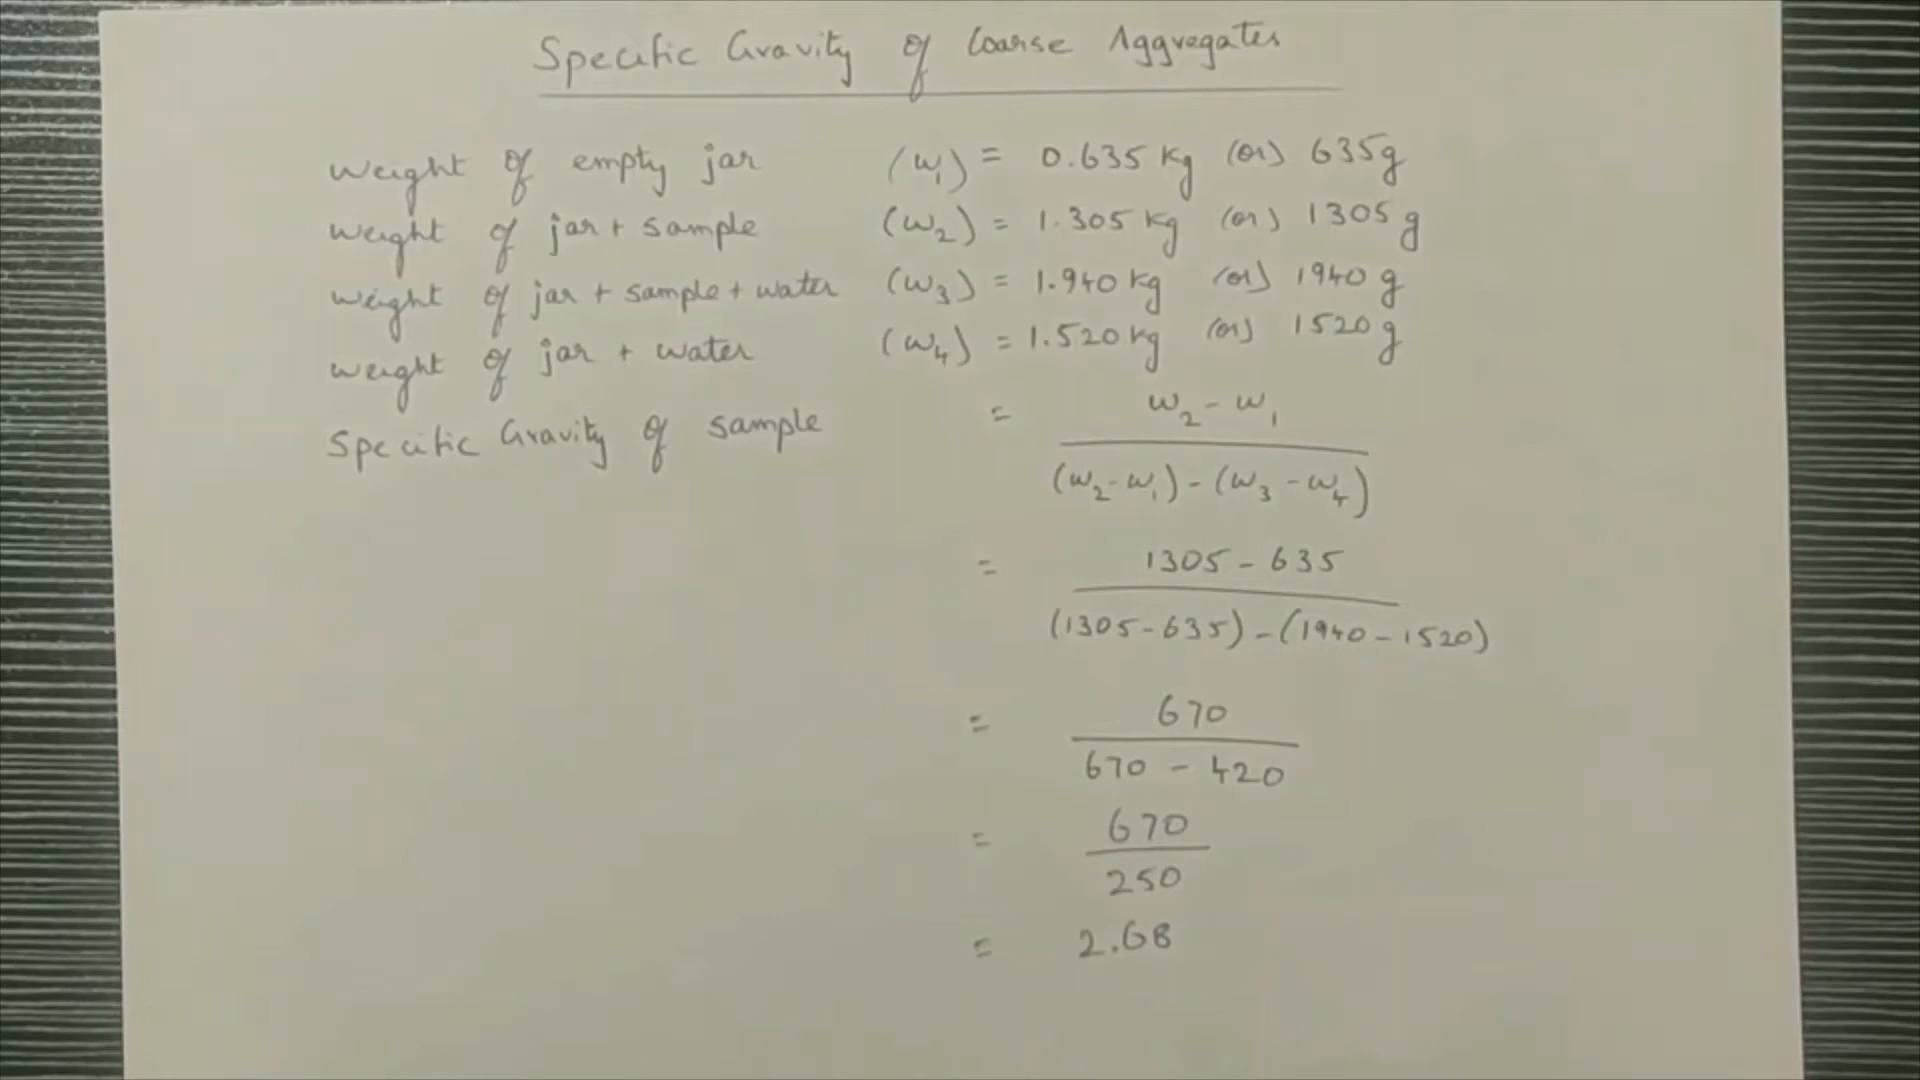 Specific Gravity of Coarse Aggregates
weight of empty jar (w₁) = 0.635 kg (or) 635g
weight of jar + sample (w₂) = 1.305 kg (or) 1305 g
weight of jar + sample + water (w₃) = 1.940 kg (or) 1940 g
weight of jar + water (w₄) = 1.520 kg (or) 1520 g
Specific Gravity of sample = w₂ - w₁
(w₂ - w₁) - (w₃ - w₄)
= 1305 - 635
(1305 - 635) - (1940 - 1520)
= 670
670 - 420
= 670
250
= 2.68